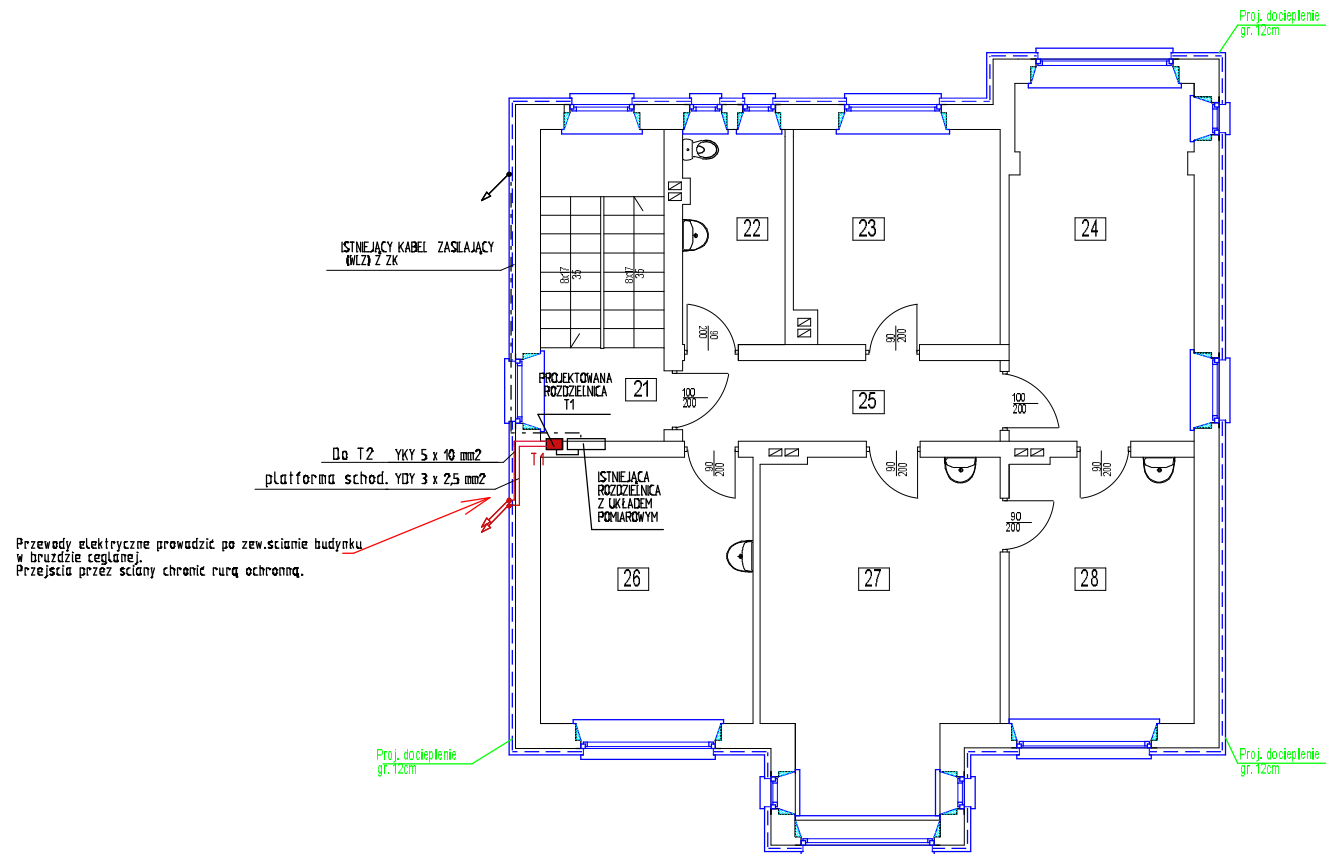 Proj. docieplenie
gr. 12cm
ISTNIEJĄCY KABEL ZASILAJĄCY
(WLZ) Z ZK
22
23
24
8x17
35
8x17
35
90
200
90
200
PROJEKTOWANA
ROZDZIELNICA
T1
21
100
200
25
100
200
Do T2 YKY 5 x 10 mm2
platforma schod. YDY 3 x 2,5 mm2
T1
ISTNIEJĄCA
ROZDZIELNICA
Z UKŁADEM
POMIAROWYM
90
200
90
200
90
200
90
200
Przewody elektryczne prowadzić po zew.scianie budynku
w bruzdzie ceglanej.
Przejscia przez sciany chronić rurą ochronną.
26
27
28
Proj. docieplenie
gr. 12cm
Proj. docieplenie
gr. 12cm